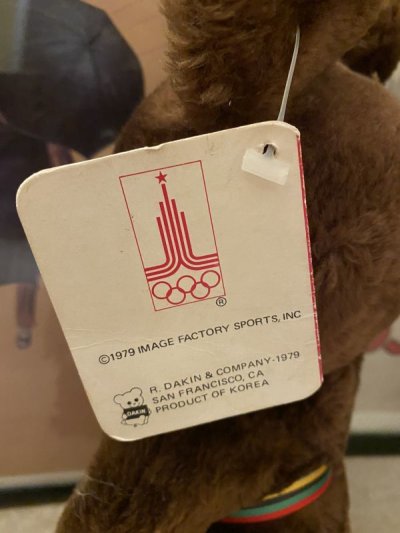 ®
©1979 IMAGE FACTORY SPORTS, INC
R. DAKIN & COMPANY-1979
SAN FRANCISCO, CA
PRODUCT OF KOREA
DAKIN